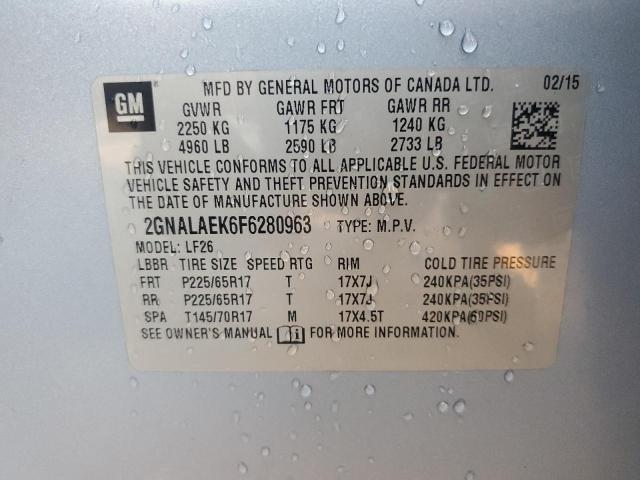 GM
MFD BY GENERAL MOTORS OF CANADA LTD. 02/15
GVWR GAWR FRT GAWR RR
2250 KG 1175 KG 1240 KG
4960 LB 2590 LB 2733 LB
THIS VEHICLE CONFORMS TO ALL APPLICABLE U.S. FEDERAL MOTOR
VEHICLE SAFETY AND THEFT PREVENTION STANDARDS IN EFFECT ON
THE DATE OF MANUFACTURE SHOWN ABOVE.
2GNALAEK6F6280963 TYPE: M.P.V.
MODEL: LF26
LBBR TIRE SIZE SPEED RTG RIM COLD TIRE PRESSURE
FRT P225/65R17 T 17X7J 240KPA(35PSI)
RR P225/65R17 T 17X7J 240KPA(35PSI)
SPA T145/70R17 M 17X4.5T 420KPA(60PSI)
SEE OWNER'S MANUAL FOR MORE INFORMATION.